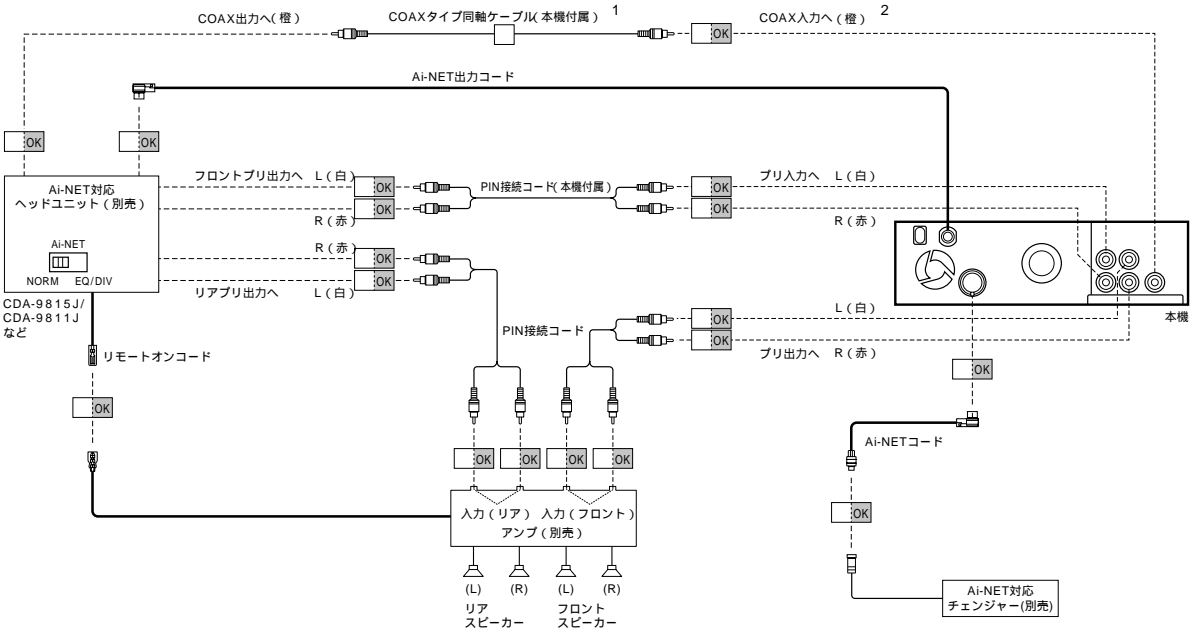 COAX出力へ(橙)
COAXタイプ同軸ケーブル(本機付属)
1
COAX入力へ(橙)
2
OK
Ai-NET出力コード
OK
OK
Ai-NET対応
ヘッドユニット(別売)
Ai-NET
NORM EQ/DIV
CDA-9815J/
CDA-9811J
など
フロントプリ出力へ L(白)
OK
R(赤)
OK
PIN接続コード(本機付属)
OK
プリ入力へ L(白)
OK
R(赤)
R(赤)
OK
リアプリ出力へ L(白)
OK
本機
PIN接続コード
OK
L(白)
OK
プリ出力へ R(赤)
リモートオンコード
OK
OK
Ai-NETコード
OK
OK
OK
OK
OK
入力(リア) 入力(フロント)
アンプ(別売)
(L) (R) (L) (R)
リア
スピーカー
フロント
スピーカー
Ai-NET対応
チェンジャー(別売)